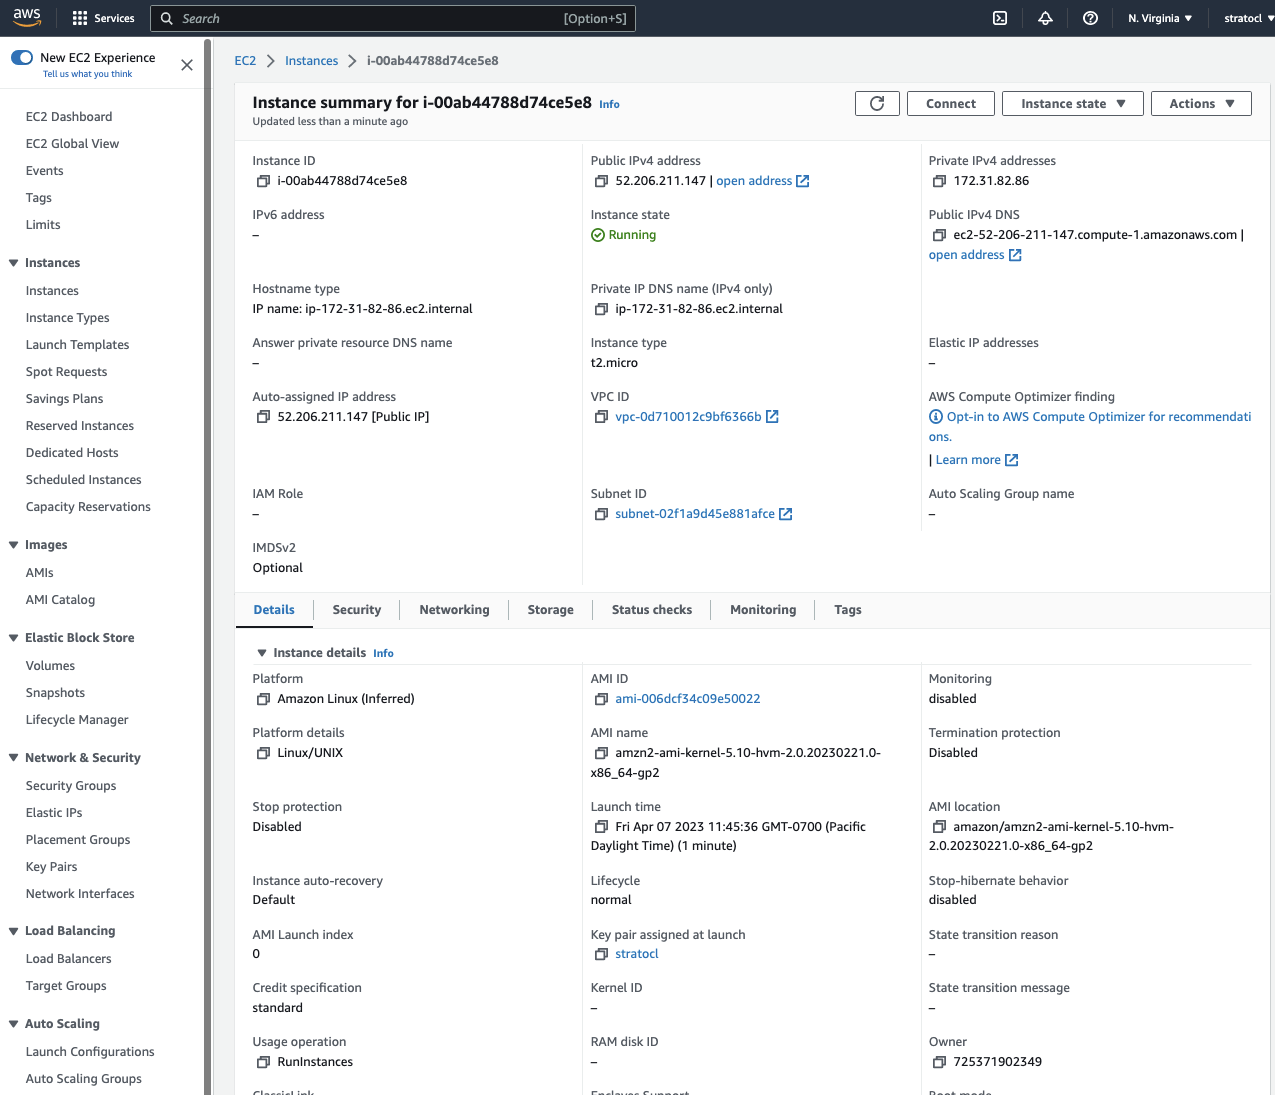 aws
Services
Search
[Option+S]
N. Virginia
stratocl
New EC2 Experience
Tell us what you think
EC2 Dashboard
EC2 Global View
Events
Tags
Limits
Instances
Instances
Instance Types
Launch Templates
Spot Requests
Savings Plans
Reserved Instances
Dedicated Hosts
Scheduled Instances
Capacity Reservations
Images
AMIs
AMI Catalog
Elastic Block Store
Volumes
Snapshots
Lifecycle Manager
Network & Security
Security Groups
Elastic IPs
Placement Groups
Key Pairs
Network Interfaces
Load Balancing
Load Balancers
Target Groups
Auto Scaling
Launch Configurations
Auto Scaling Groups
EC2 > Instances > i-00ab44788d74ce5e8
Instance summary for i-00ab44788d74ce5e8 Info
Updated less than a minute ago
Connect
Instance state
Actions
Instance ID
i-00ab44788d74ce5e8
Public IPv4 address
52.206.211.147 | open address
Private IPv4 addresses
172.31.82.86
IPv6 address
–
Instance state
Running
Public IPv4 DNS
ec2-52-206-211-147.compute-1.amazonaws.com |
open address
Hostname type
IP name: ip-172-31-82-86.ec2.internal
Private IP DNS name (IPv4 only)
ip-172-31-82-86.ec2.internal
Answer private resource DNS name
–
Instance type
t2.micro
Elastic IP addresses
–
Auto-assigned IP address
52.206.211.147 [Public IP]
VPC ID
vpc-0d710012c9bf6366b
AWS Compute Optimizer finding
Opt-in to AWS Compute Optimizer for recommendati
ons.
| Learn more
IAM Role
–
Subnet ID
subnet-02f1a9d45e881afce
Auto Scaling Group name
–
IMDSv2
Optional
Details
Security
Networking
Storage
Status checks
Monitoring
Tags
Instance details Info
Platform
Amazon Linux (Inferred)
AMI ID
ami-006dcf34c09e50022
Monitoring
disabled
Platform details
Linux/UNIX
AMI name
amzn2-ami-kernel-5.10-hvm-2.0.20230221.0-
x86_64-gp2
Termination protection
Disabled
Stop protection
Disabled
Launch time
Fri Apr 07 2023 11:45:36 GMT-0700 (Pacific
Daylight Time) (1 minute)
AMI location
amazon/amzn2-ami-kernel-5.10-hvm-
2.0.20230221.0-x86_64-gp2
Instance auto-recovery
Default
Lifecycle
normal
Stop-hibernate behavior
disabled
AMI Launch index
0
Key pair assigned at launch
stratocl
State transition reason
–
Credit specification
standard
Kernel ID
–
State transition message
–
Usage operation
RunInstances
RAM disk ID
–
Owner
725371902349
ClassicLink
Enclaves Support
Boot mode